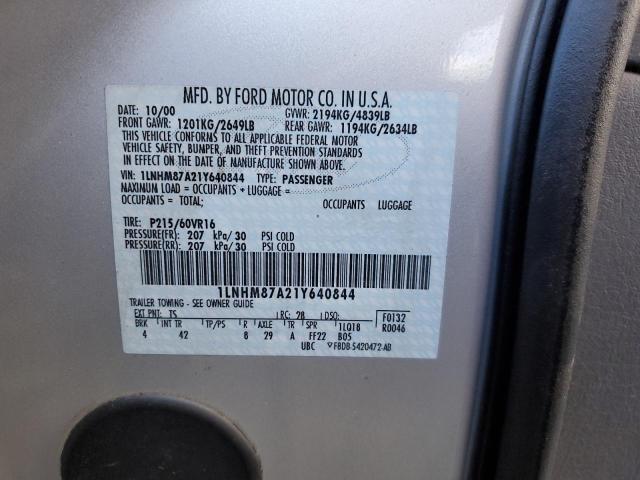 MFD. BY FORD MOTOR CO. IN U.S.A.
DATE: 10/00 GVWR: 2194KG/4839LB
FRONT GAWR: 1201KG/2649LB REAR GAWR: 1194KG/2634LB
THIS VEHICLE CONFORMS TO ALL APPLICABLE FEDERAL MOTOR
VEHICLE SAFETY, BUMPER, AND THEFT PREVENTION STANDARDS
IN EFFECT ON THE DATE OF MANUFACTURE SHOWN ABOVE.
VIN: 1LNHM87A21Y640844 TYPE: PASSENGER
MAXIMUM LOAD = OCCUPANTS + LUGGAGE =
OCCUPANTS = TOTAL; OCCUPANTS LUGGAGE
TIRE: P215/60VR16
PRESSURE(FR) 207 kPa/30 PSI COLD
PRESSURE(RR) 207 kPa/30 PSI COLD
1LNHM87A21Y640844
TRAILER TOWING - SEE OWNER GUIDE
EXT PNT: TS RC: 28 DSO: F0132
BRK INT TR TP/PS R AXLE TR SPR 1LQT8 R0046
4 42 8 29 A FF22 B05
UBC F8DB-5420472-AB